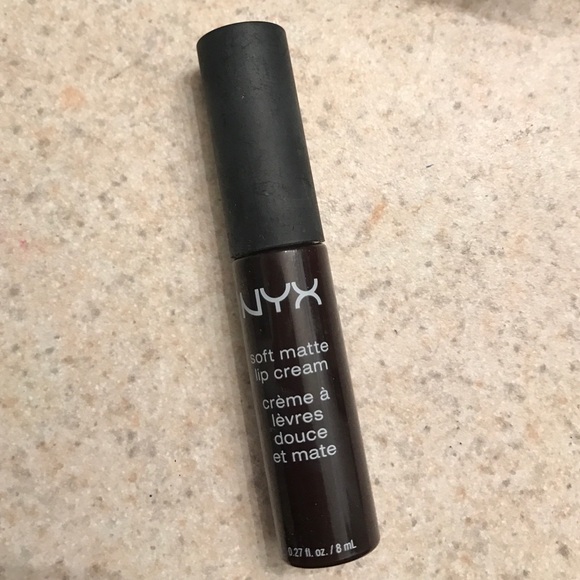 NYX
soft matte
lip cream
crème à
lèvres
douce
et mate
0.27 fl. oz. / 8 mL